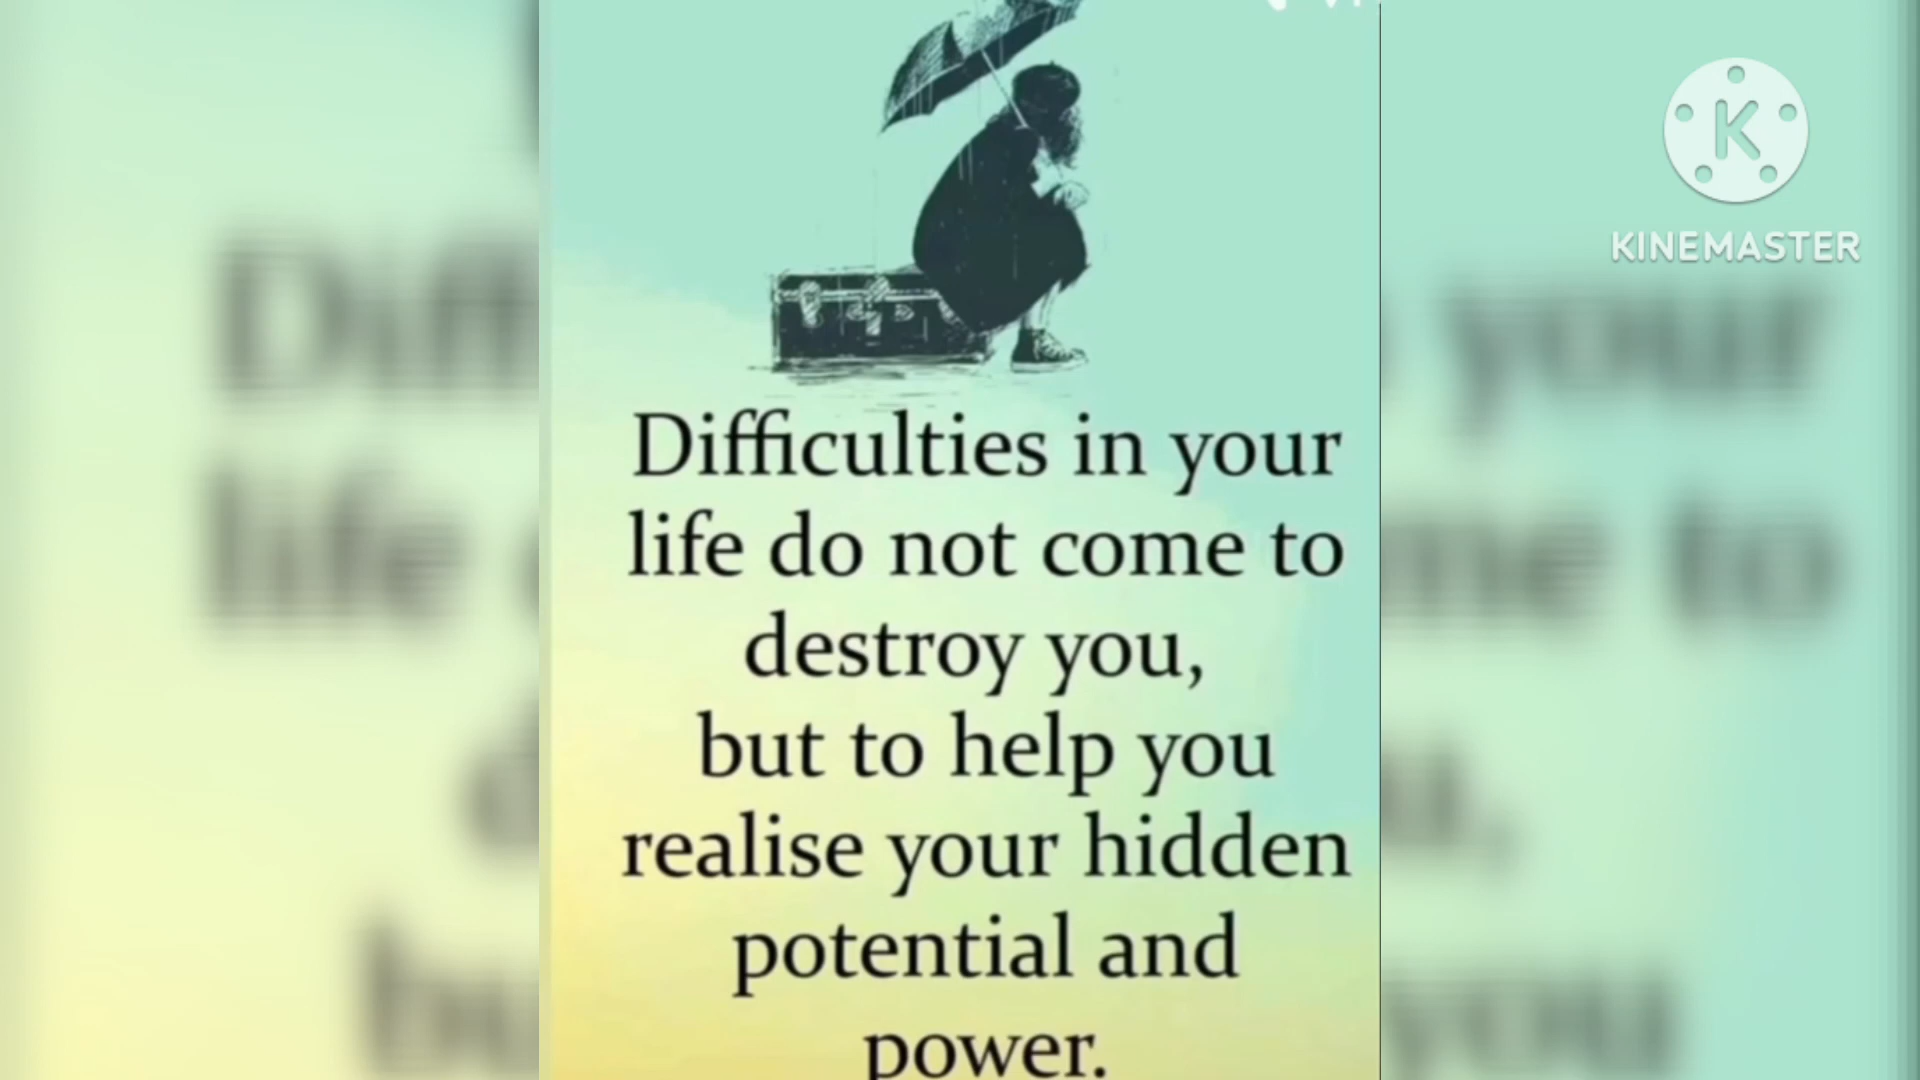 K
KINEMASTER
Difficulties in your
life do not come to
destroy you,
but to help you
realise your hidden
potential and
power.